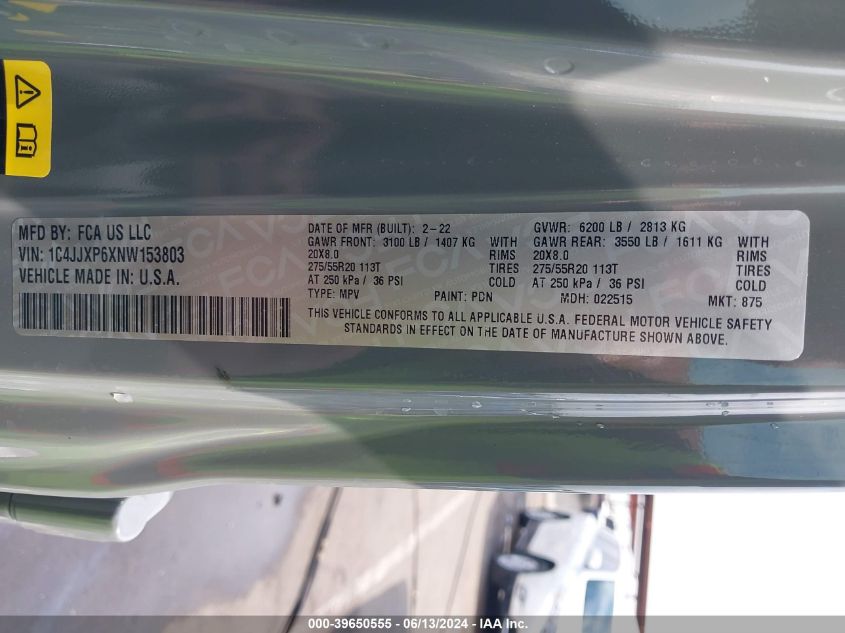 MFD BY: FCA US LLC
VIN: 1C4JJXP6XNW153803
VEHICLE MADE IN U.S.A.
DATE OF MFR (BUILT): 2-22
GAWR FRONT: 3100 LB / 1407 KG
20X8.0 RIMS
275/55R20 113T TIRES
AT 250 kPa / 36 PSI COLD
TYPE: MPV PAINT: PDN
GVWR: 6200 LB / 2813 KG
GAWR REAR: 3550 LB / 1611 KG
20X8.0 RIMS
275/55R20 113T TIRES
AT 250 kPa / 36 PSI COLD
MDH: 022515 MKT: 875
THIS VEHICLE CONFORMS TO ALL APPLICABLE U.S.A. FEDERAL MOTOR VEHICLE SAFETY
STANDARDS IN EFFECT ON THE DATE OF MANUFACTURE SHOWN ABOVE.
000-39650555 - 06/13/2024 - IAA Inc.